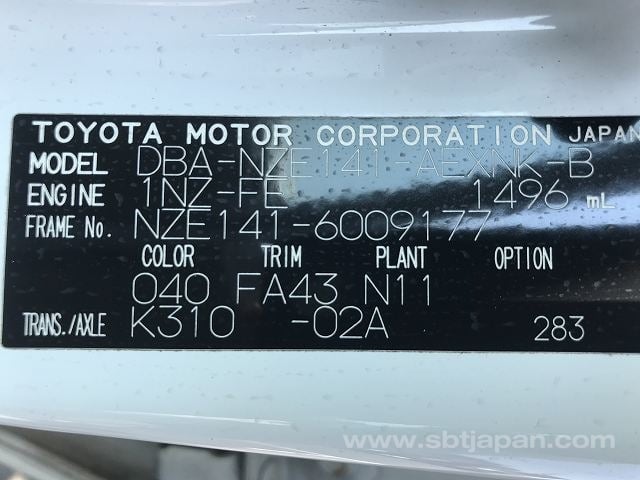 TOYOTA MOTOR CORPORATION JAPAN
MODEL DBA-NZE141-AEXNK-B
ENGINE 1NZ-FE 1496 mL
FRAME No. NZE141-6009177
COLOR TRIM PLANT OPTION
040 FA43 N11
TRANS./AXLE K310 -02A 283
www.sbtjapan.com/